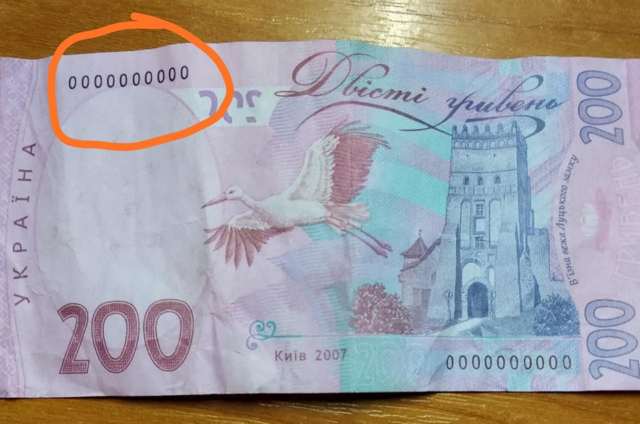 0000000000
Двісті гривень
200
УКРАЇНА
В'їзна вежа Луцького замку
200
Київ 2007
0000000000
200